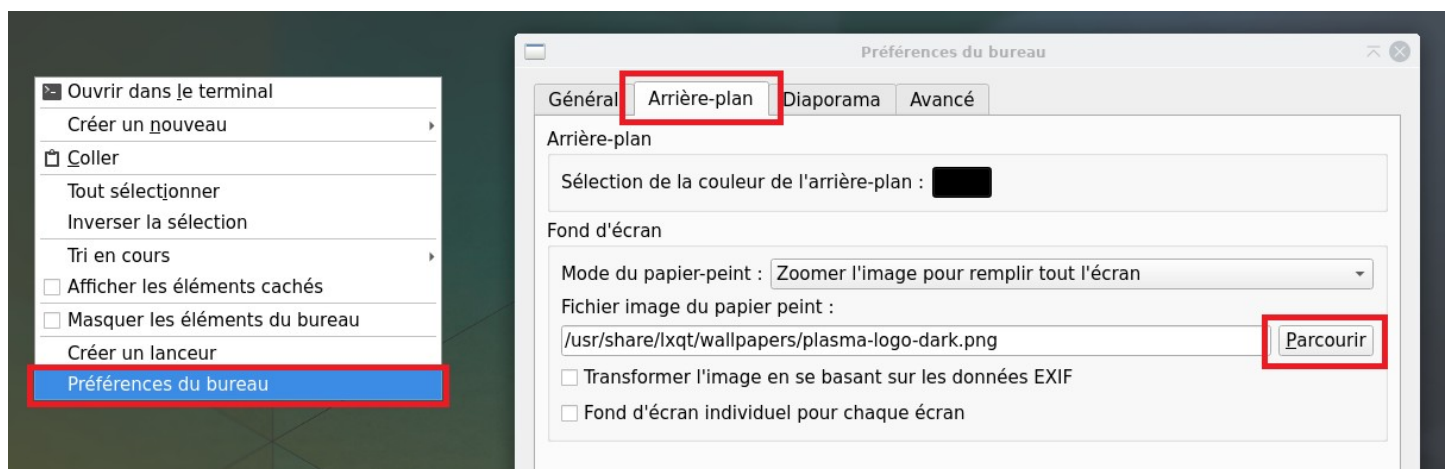 Ouvrir dans le terminal
Créer un nouveau
Coller
Tout sélectionner
Inverser la sélection
Tri en cours
Afficher les éléments cachés
Masquer les éléments du bureau
Créer un lanceur
Préférences du bureau
Préférences du bureau
Général Arrière-plan Diaporama Avancé
Arrière-plan
Sélection de la couleur de l'arrière-plan :
Fond d'écran
Mode du papier-peint : Zoomer l'image pour remplir tout l'écran
Fichier image du papier peint :
/usr/share/lxqt/wallpapers/plasma-logo-dark.png Parcourir
Transformer l'image en se basant sur les données EXIF
Fond d'écran individuel pour chaque écran